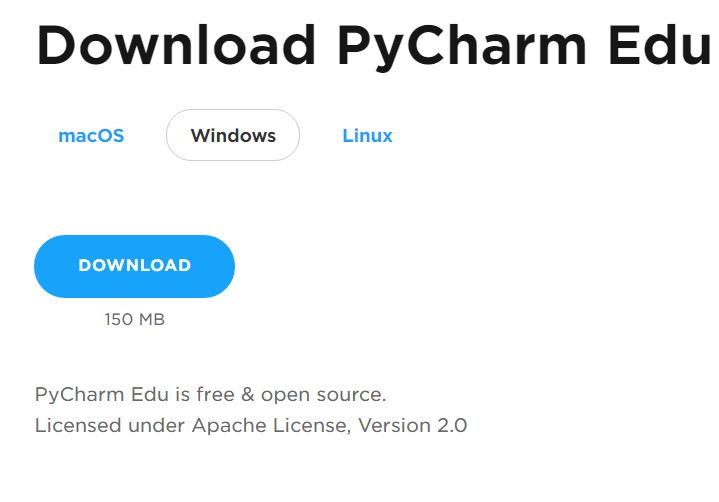 Download PyCharm Edu
macOS Windows Linux
DOWNLOAD
150 MB
PyCharm Edu is free & open source.
Licensed under Apache License, Version 2.0